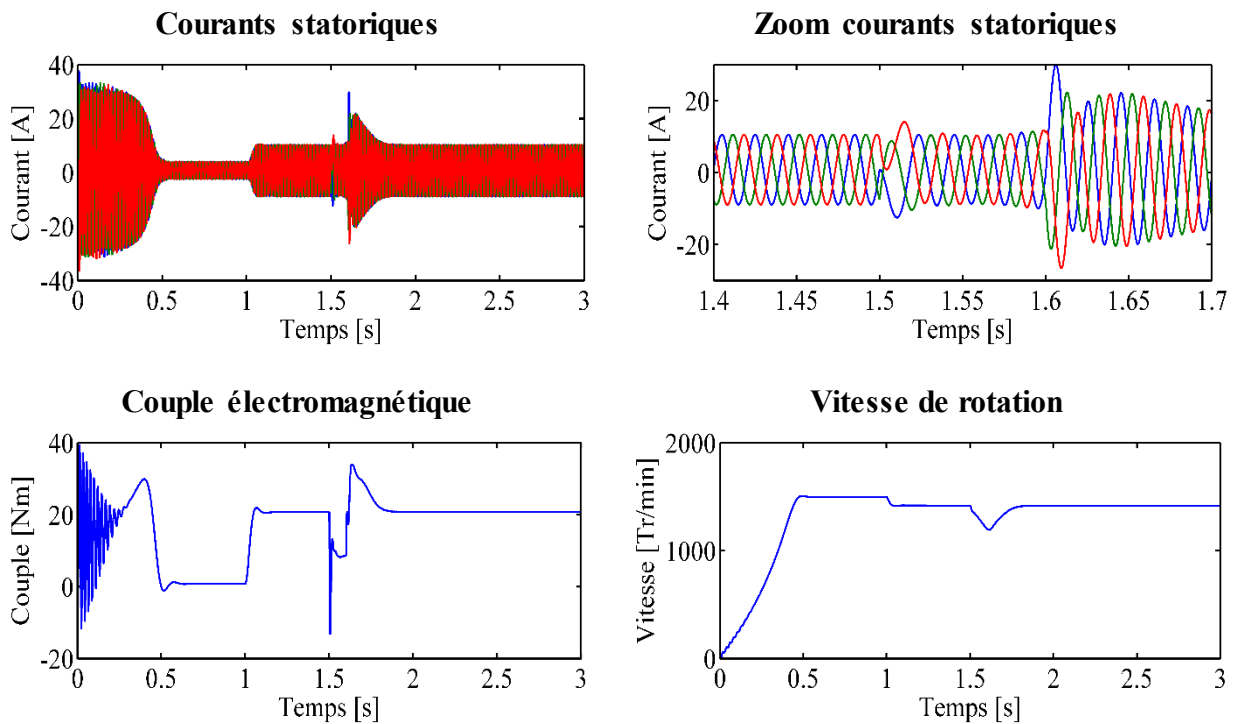 Courants statoriques
Courant [A]
40
20
0
-20
-40
0 0.5 1 1.5 2 2.5 3
Temps [s]
Zoom courants statoriques
Courant [A]
20
0
-20
1.4 1.45 1.5 1.55 1.6 1.65 1.7
Temps [s]
Couple électromagnétique
Couple [Nm]
40
20
0
-20
0 0.5 1 1.5 2 2.5 3
Temps [s]
Vitesse de rotation
Vitesse [Tr/min]
2000
1000
0
0 0.5 1 1.5 2 2.5 3
Temps [s]